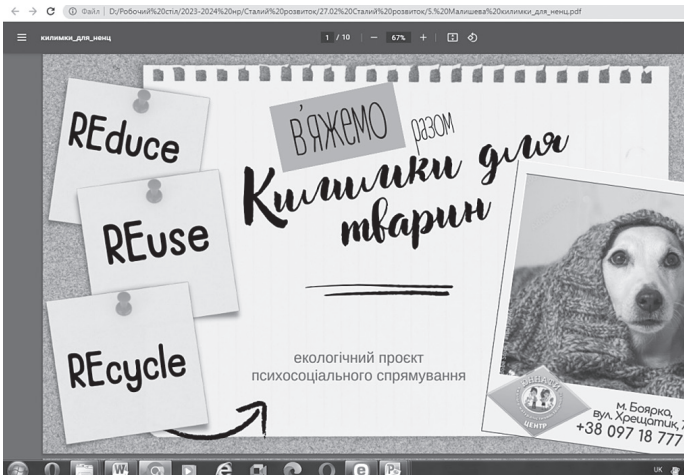 Файл | D:/Робочий%20стіл/2023-2024%20нр/Сталий%20розвиток/27.02%20Сталий%20розвиток/5.%20Малишева%20килимки_для_ненц.pdf
килимки_для_ненц
1 / 10
67%
REduce
REuse
REcycle
в'яжемо разом
Килимки для
тварин
екологічний проєкт
психосоціального спрямування
ЦЕНТР
м. Боярка,
вул. Хрещатик,
+38 097 18 777
UK